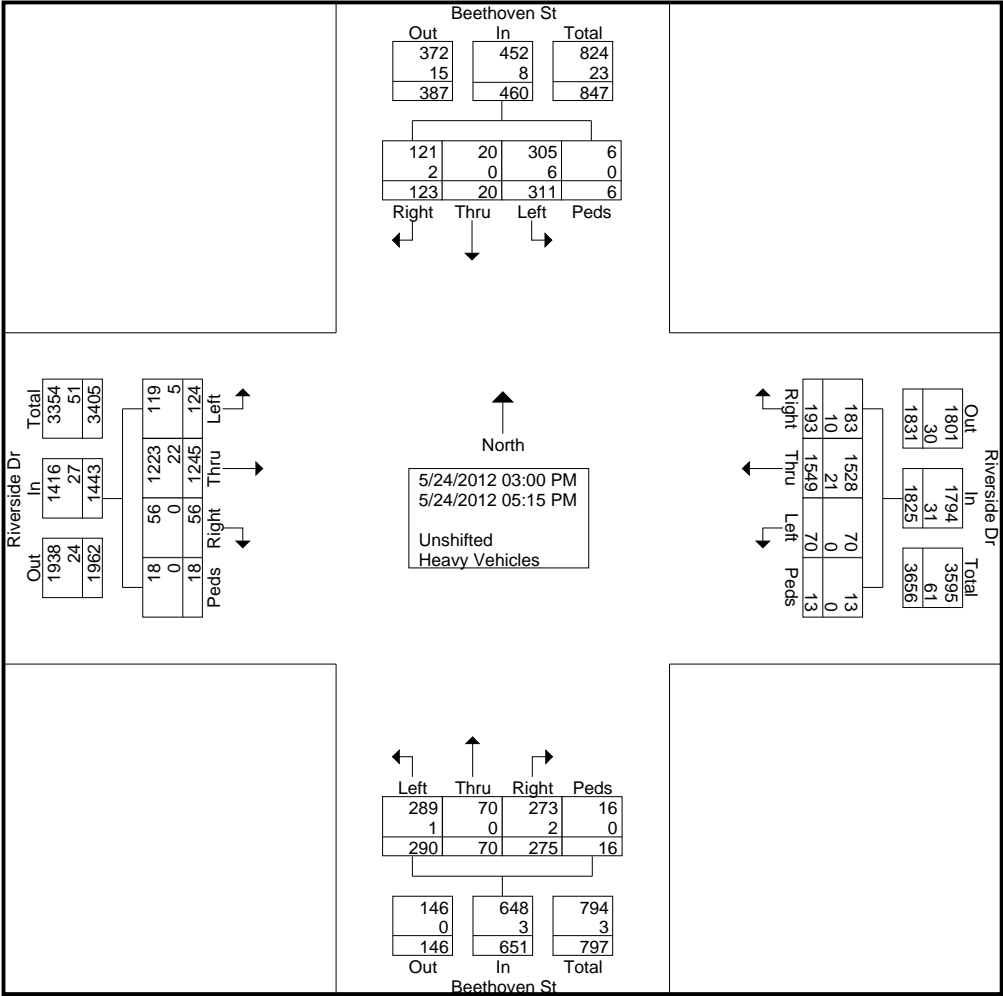 Beethoven St
Out In Total
372 452 824
15 8 23
387 460 847
121 20 305 6
2 0 6 0
123 20 311 6
Right Thru Left Peds
Riverside Dr
Total In Out
3354 1416 1938
51 27 24
3405 1443 1962
119 1223 56 18
5 22 0 0
124 1245 56 18
Left Thru Right Peds
North
5/24/2012 03:00 PM
5/24/2012 05:15 PM
Unshifted
Heavy Vehicles
Right Thru Left Peds
193 1549 70 13
10 21 0 0
183 1528 70 13
Out In Total
1801 1794 3595
30 31 61
1831 1825 3656
Riverside Dr
Left Thru Right Peds
289 70 273 16
1 0 2 0
290 70 275 16
146 648 794
0 3 3
146 651 797
Out In Total
Beethoven St